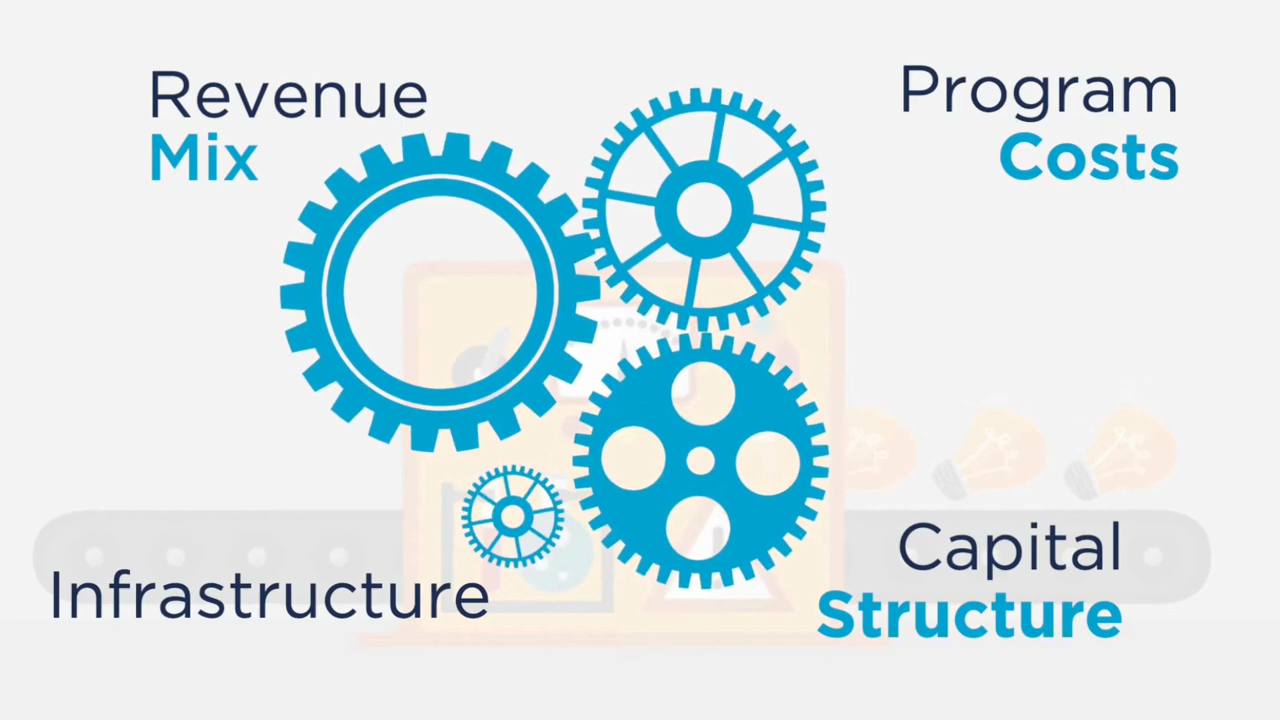 Revenue
Mix
Program
Costs
Infrastructure
Capital
Structure